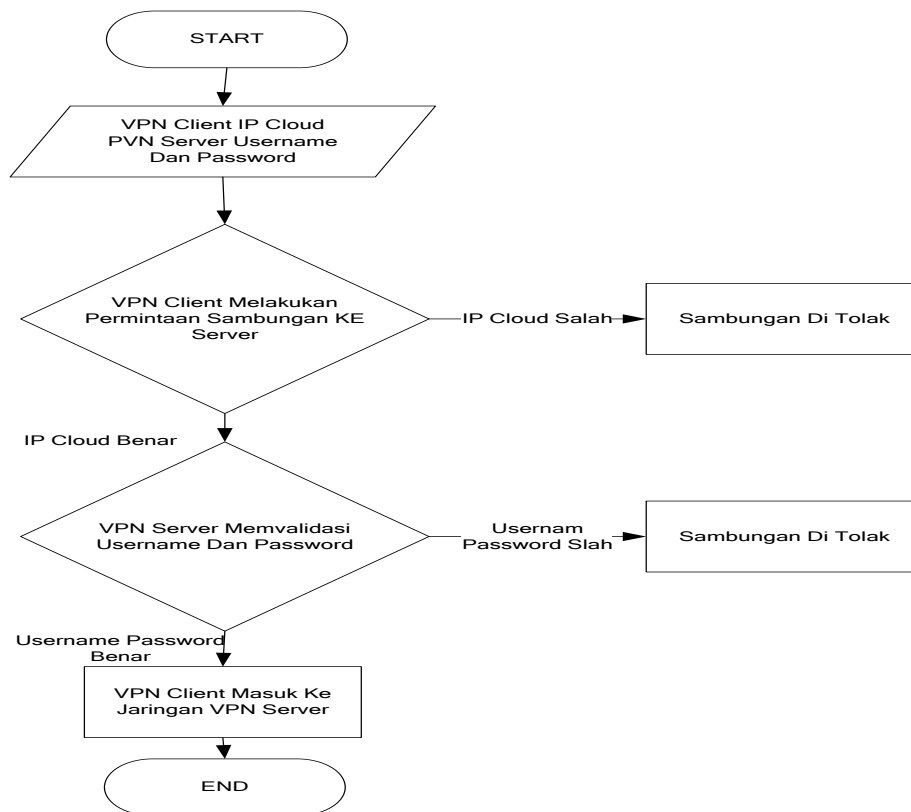 START
VPN Client IP Cloud
PVN Server Username
Dan Password
VPN Client Melakukan
Permintaan Sambungan KE
Server
IP Cloud Salah
Sambungan Di Tolak
IP Cloud Benar
VPN Server Memvalidasi
Username Dan Password
Usernam
Password Slah
Sambungan Di Tolak
Username Password
Benar
VPN Client Masuk Ke
Jaringan VPN Server
END